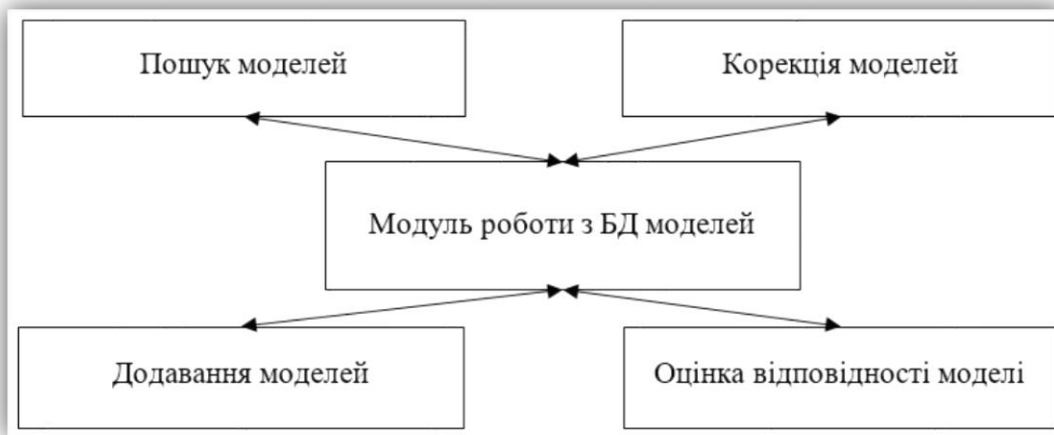 Пошук моделей
Корекція моделей
Модуль роботи з БД моделей
Додавання моделей
Оцінка відповідності моделі